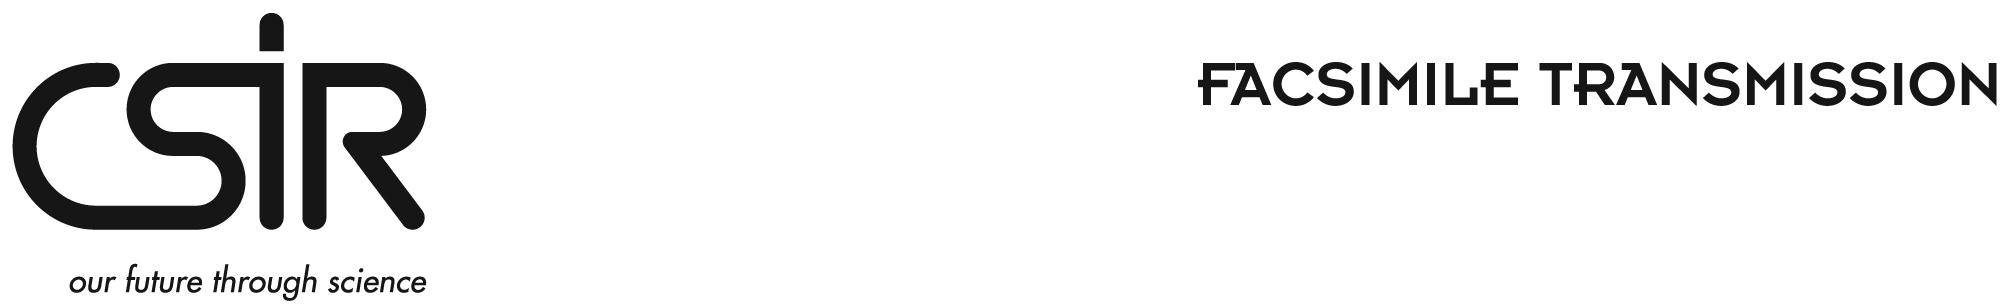 CSIR
our future through science
FACSIMILE TRANSMISSION